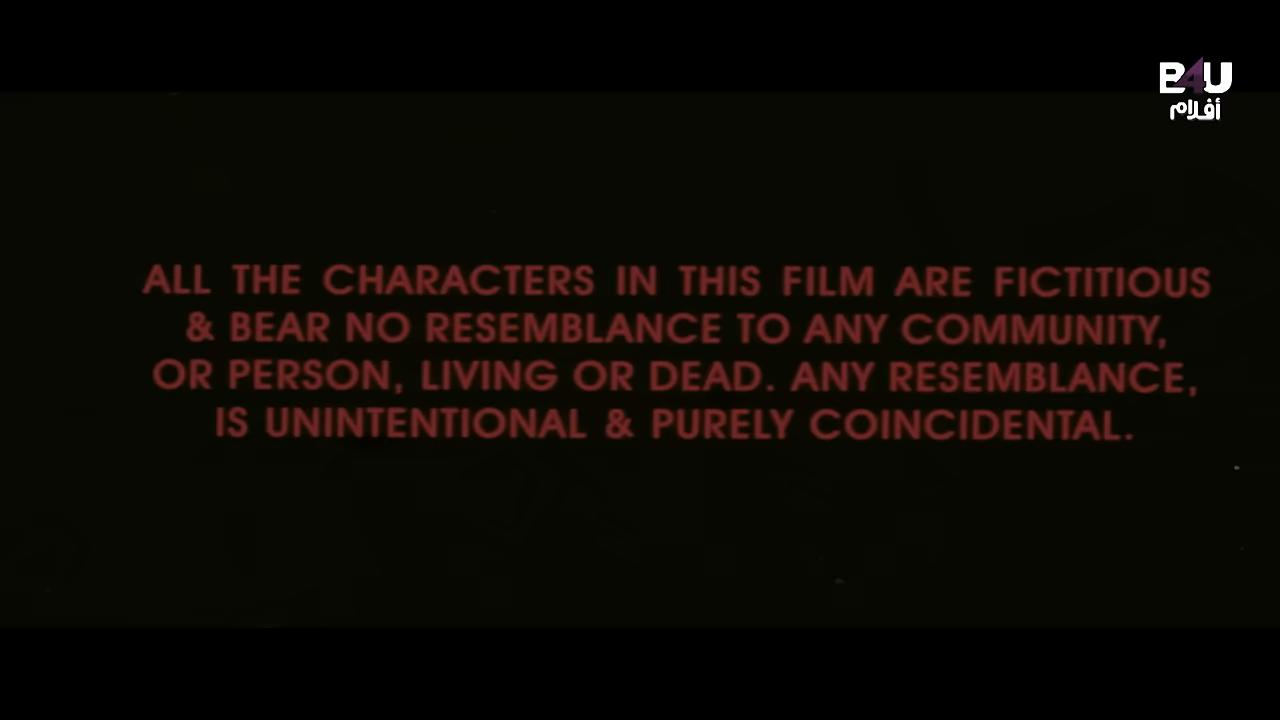 B4U
أفلام
ALL THE CHARACTERS IN THIS FILM ARE FICTITIOUS
& BEAR NO RESEMBLANCE TO ANY COMMUNITY,
OR PERSON, LIVING OR DEAD. ANY RESEMBLANCE,
IS UNINTENTIONAL & PURELY COINCIDENTAL.